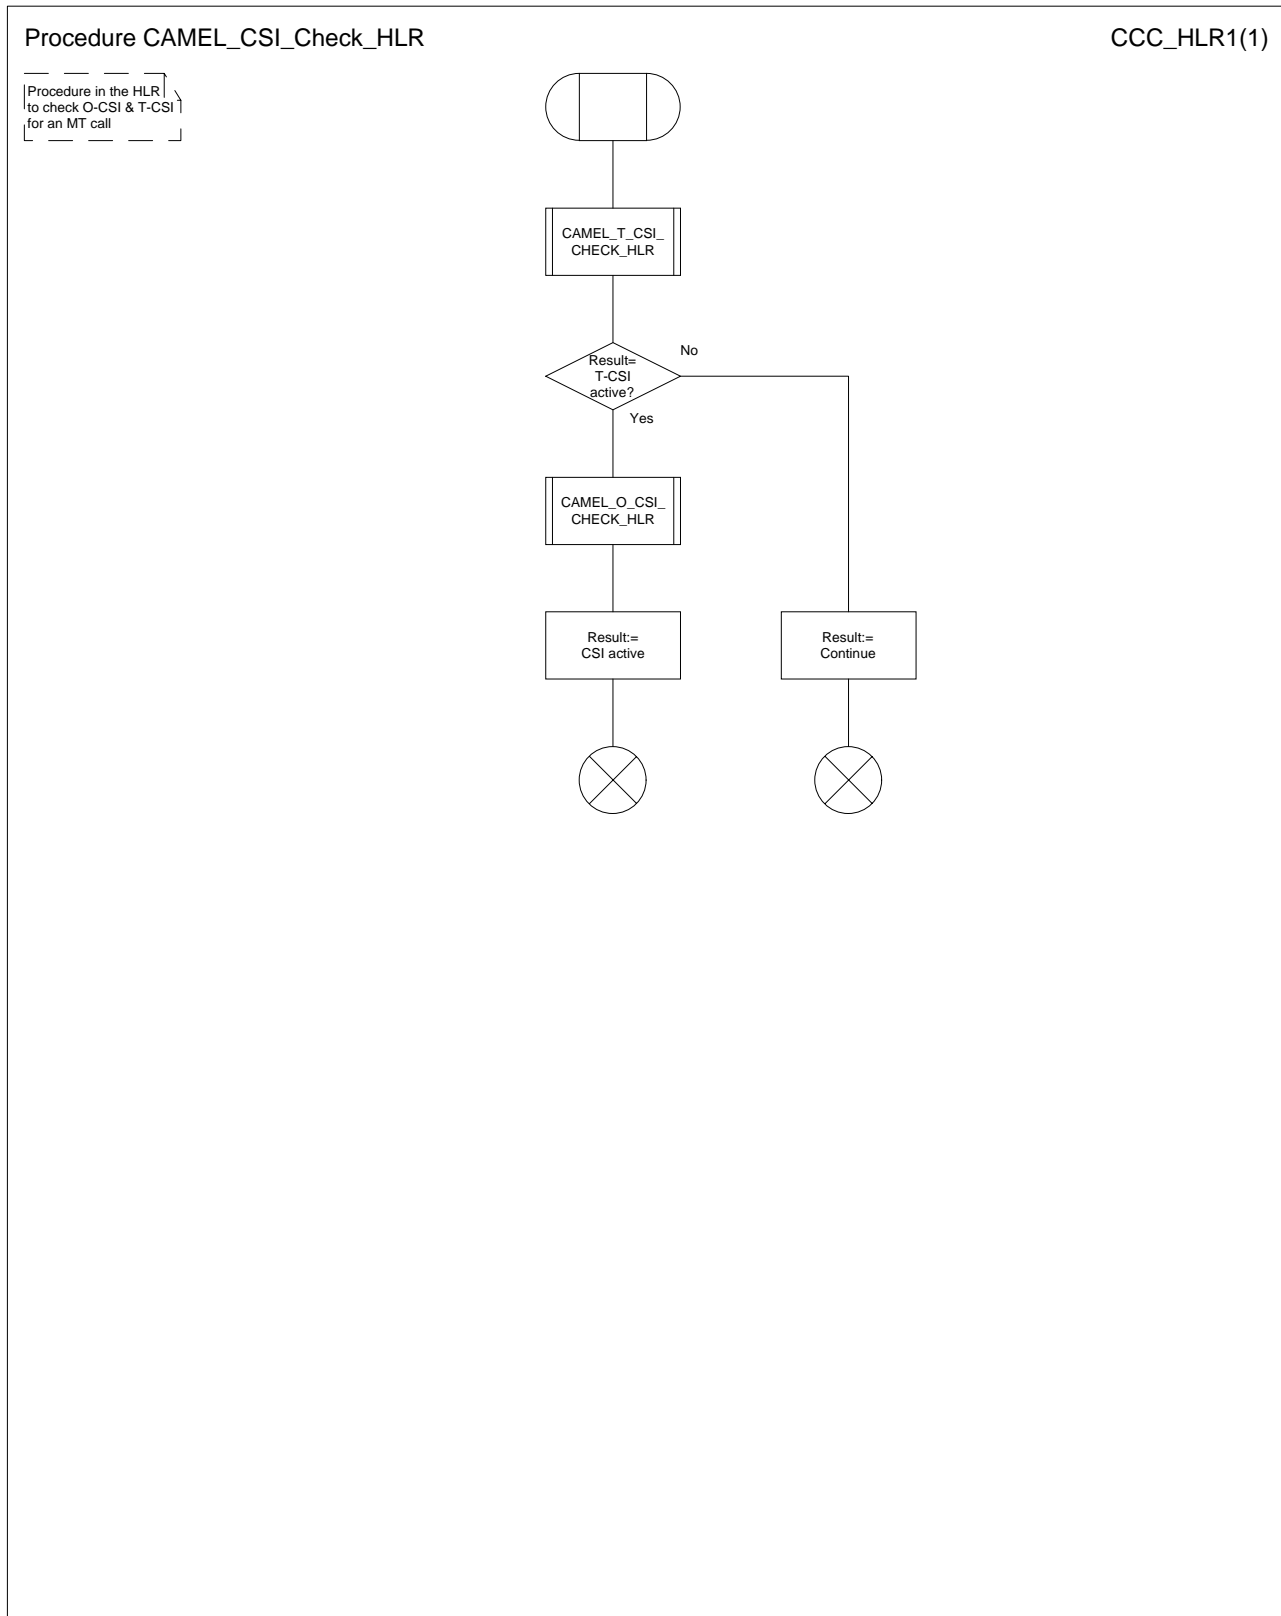 Procedure CAMEL_CSI_Check_HLR
CCC_HLR1(1)
Procedure in the HLR
to check O-CSI & T-CSI
for an MT call
CAMEL_T_CSI_
CHECK_HLR
Result=
T-CSI
active?
No
Yes
CAMEL_O_CSI_
CHECK_HLR
Result:=
CSI active
Result:=
Continue